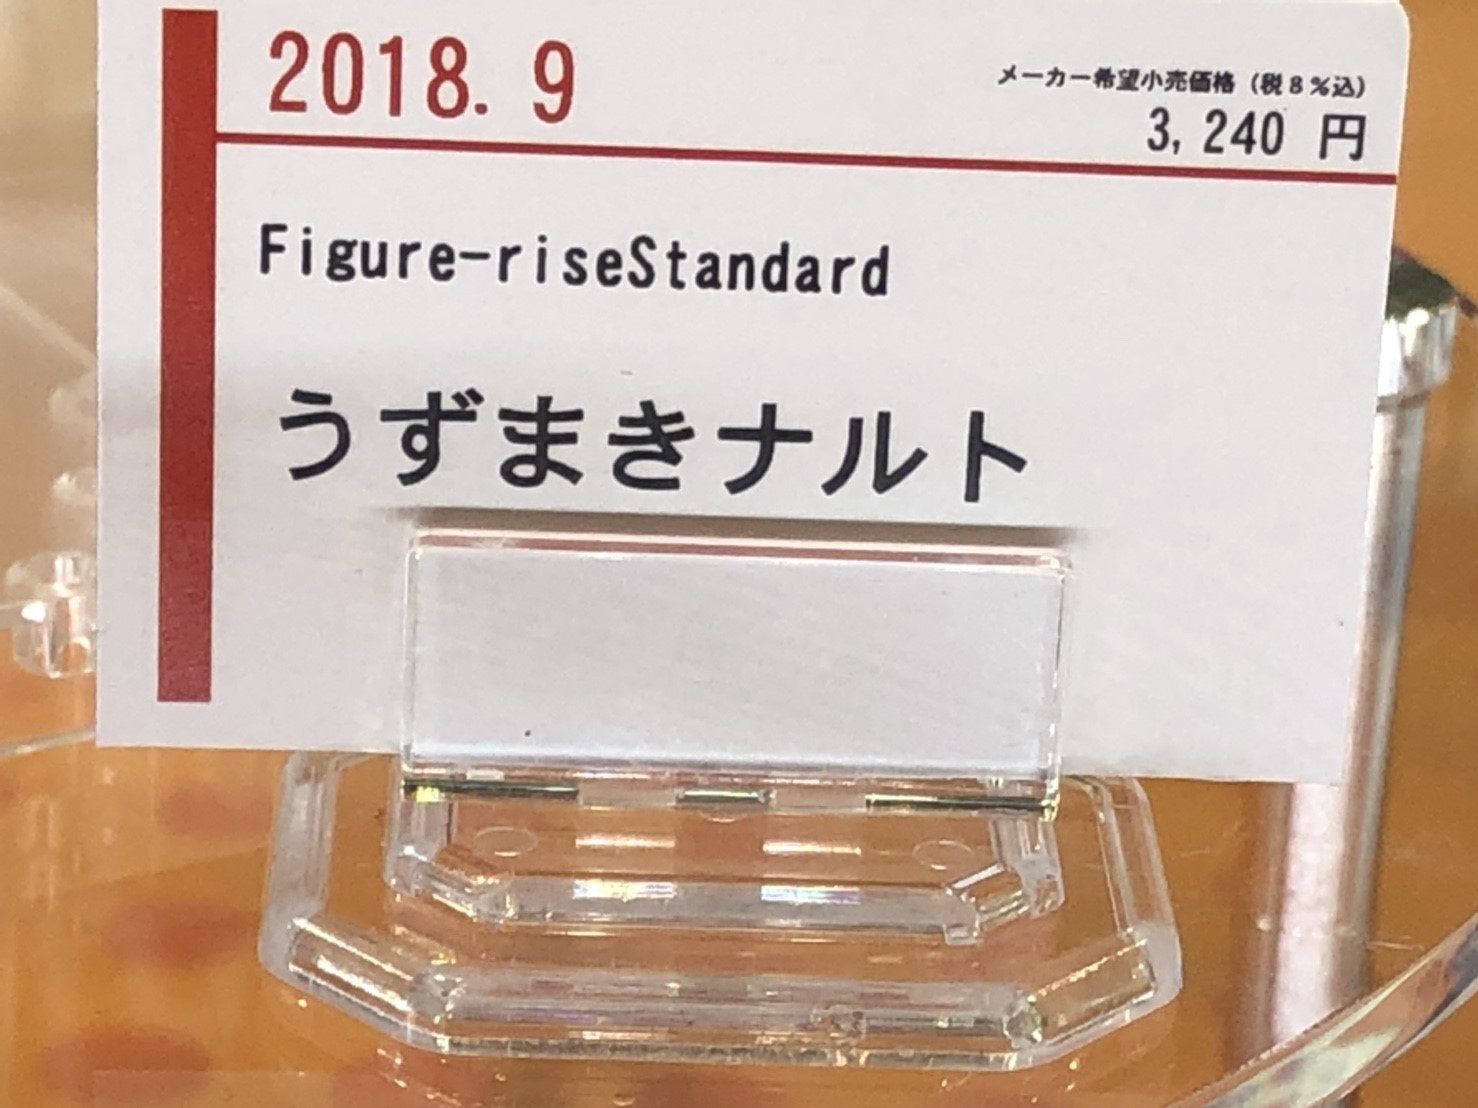 2018. 9
メーカー希望小売価格（税８％込）
3, 240 円
Figure-riseStandard
うずまきナルト